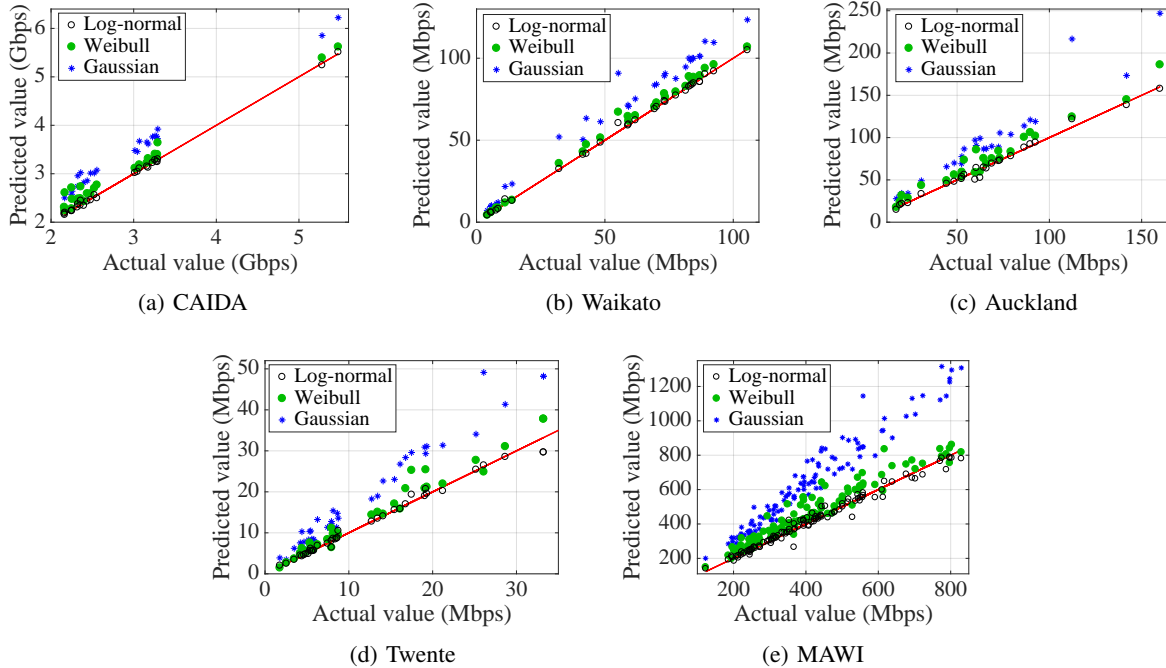 Predicted value (Gbps)
6
5
4
3
2
Log-normal
Weibull
Gaussian
2 3 4 5
Actual value (Gbps)
(a) CAIDA
Predicted value (Mbps)
100
50
0
Log-normal
Weibull
Gaussian
0 50 100
Actual value (Mbps)
(b) Waikato
Predicted value (Mbps)
250
200
150
100
50
0
Log-normal
Weibull
Gaussian
50 100 150
Actual value (Mbps)
(c) Auckland
Predicted value (Mbps)
50
40
30
20
10
0
Log-normal
Weibull
Gaussian
0 10 20 30
Actual value (Mbps)
(d) Twente
Predicted value (Mbps)
1200
1000
800
600
400
200
Log-normal
Weibull
Gaussian
200 400 600 800
Actual value (Mbps)
(e) MAWI